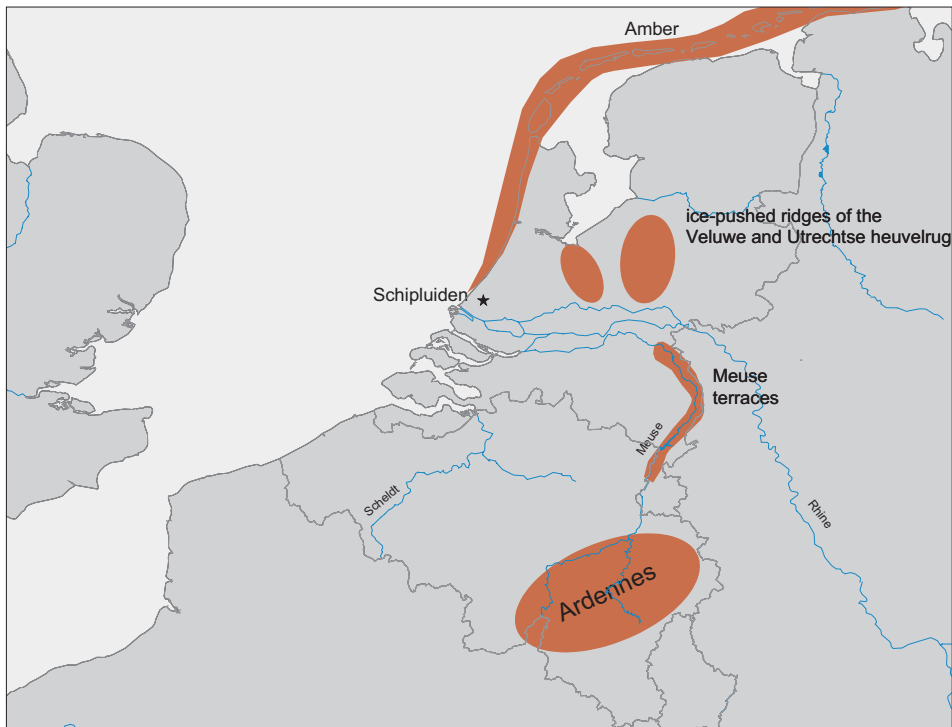 Amber
ice-pushed ridges of the
Veluwe and Utrechtse heuvelrug
Schipluiden
Meuse
terraces
Meuse
Scheldt
Rhine
Ardennes